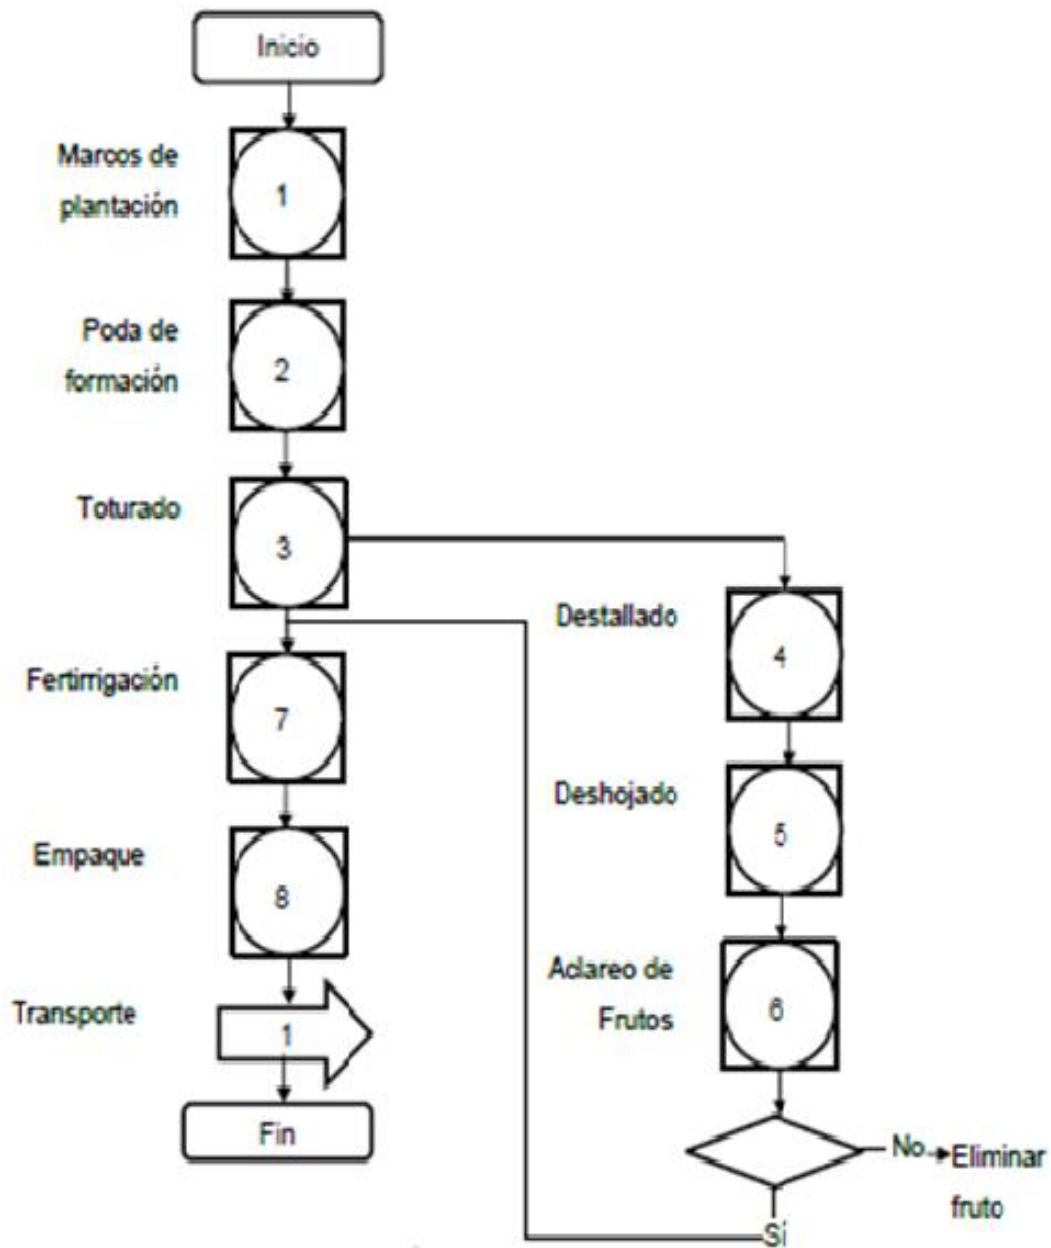 Inicio
Marcos de
plantación
1
Poda de
formación
2
Toturado
3
Destallado
4
Fertirrigación
7
Deshojado
5
Empaque
8
Aclareo de
Frutos
6
Transporte
1
Fin
No
Eliminar
fruto
Sí